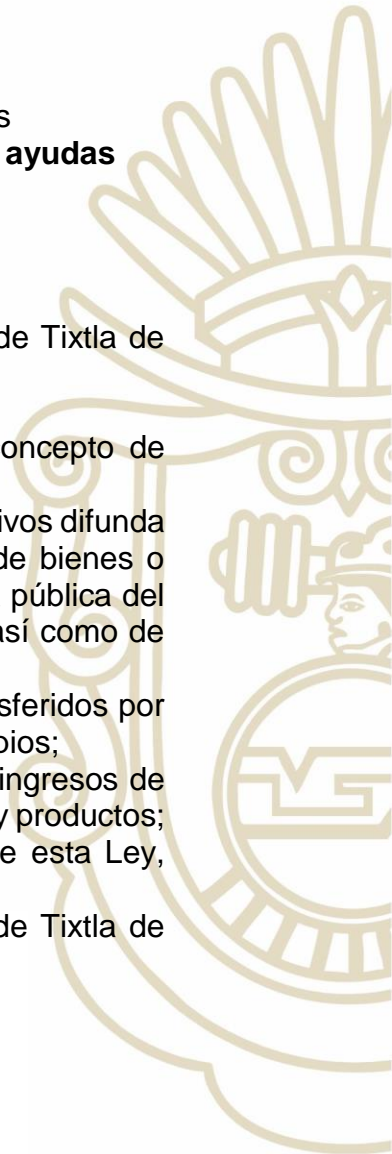 s
ayudas
de Tixtla de
oncepto de
ivos difunda
de bienes o
pública del
así como de
sferidos por
pios;
ingresos de
y productos;
e esta Ley,
de Tixtla de